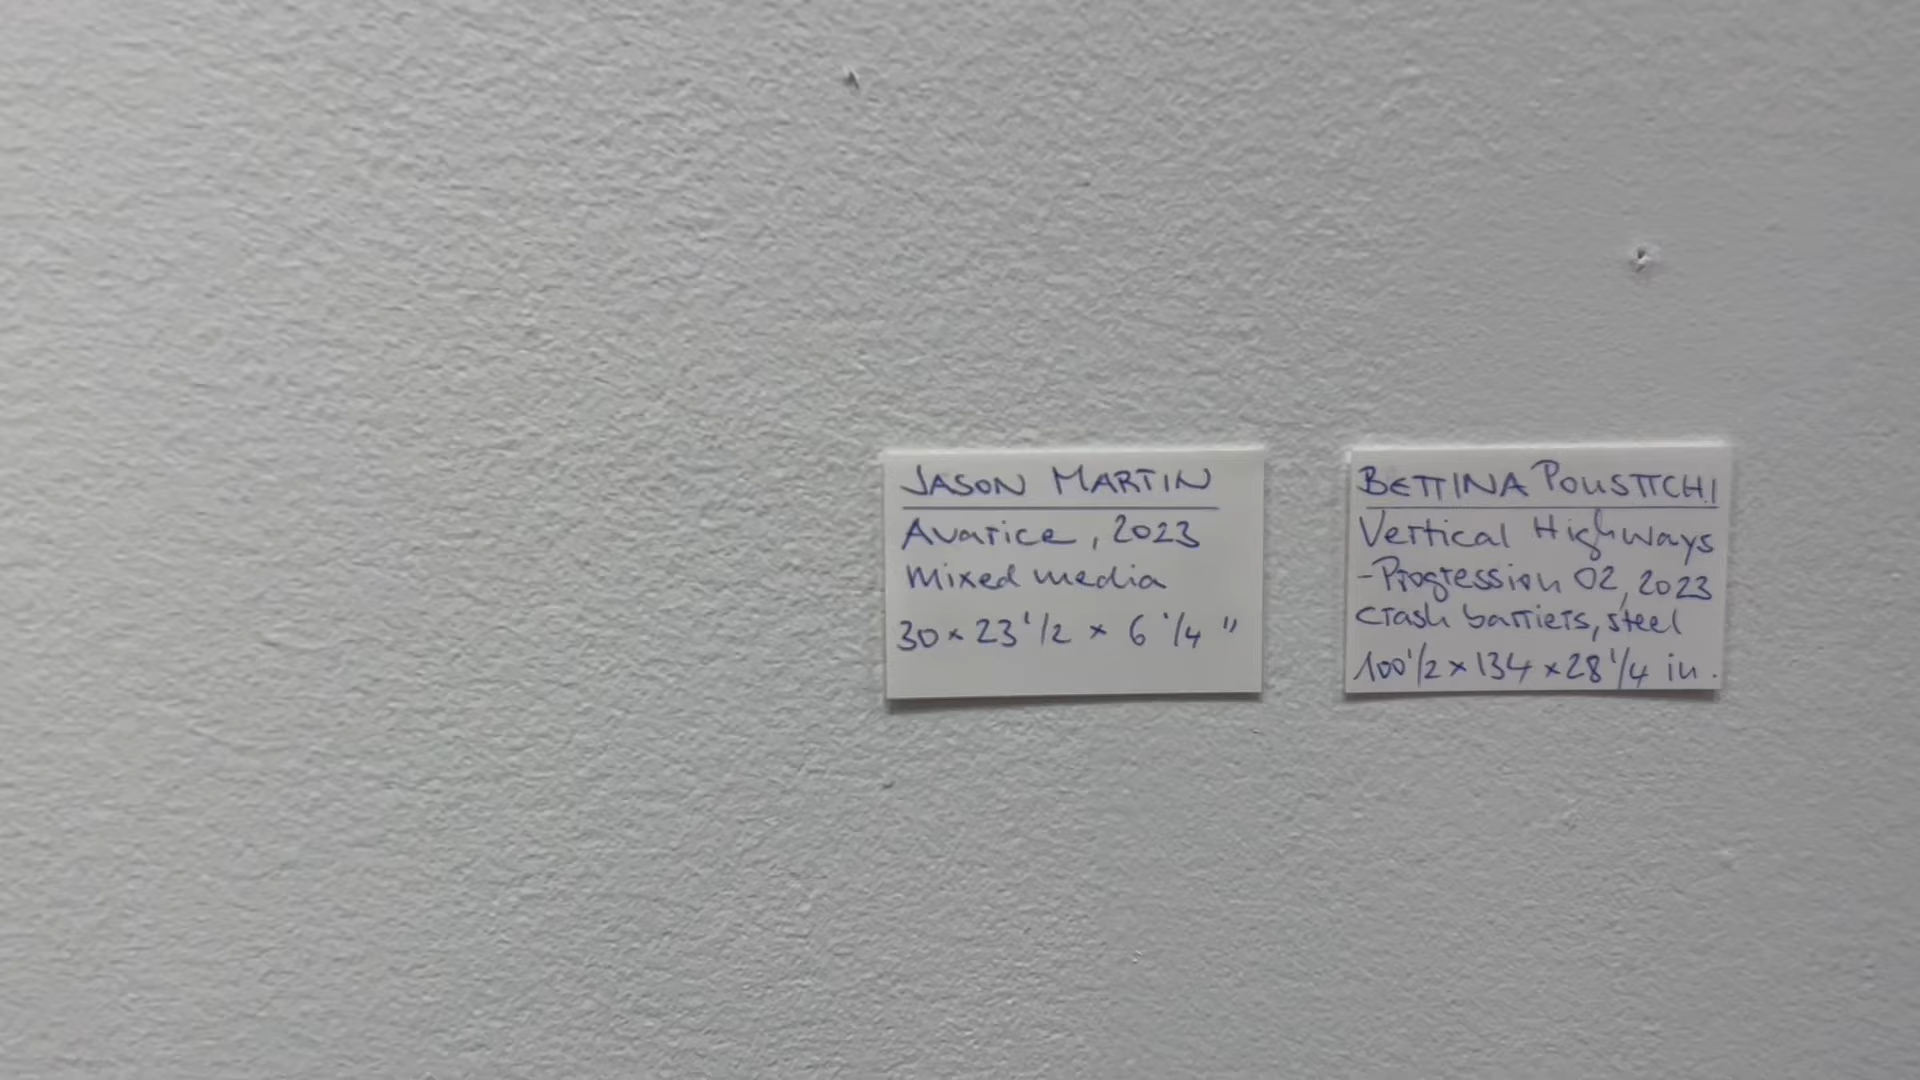 JASON MARTIN
Avarice, 2023
Mixed media
30 x 23 1/2 x 6 1/4 "
BETTINA POUSTTCHI
Vertical Highways
- Progression 02, 2023
crash barriers, steel
100 1/2 x 134 x 28 1/4 in.